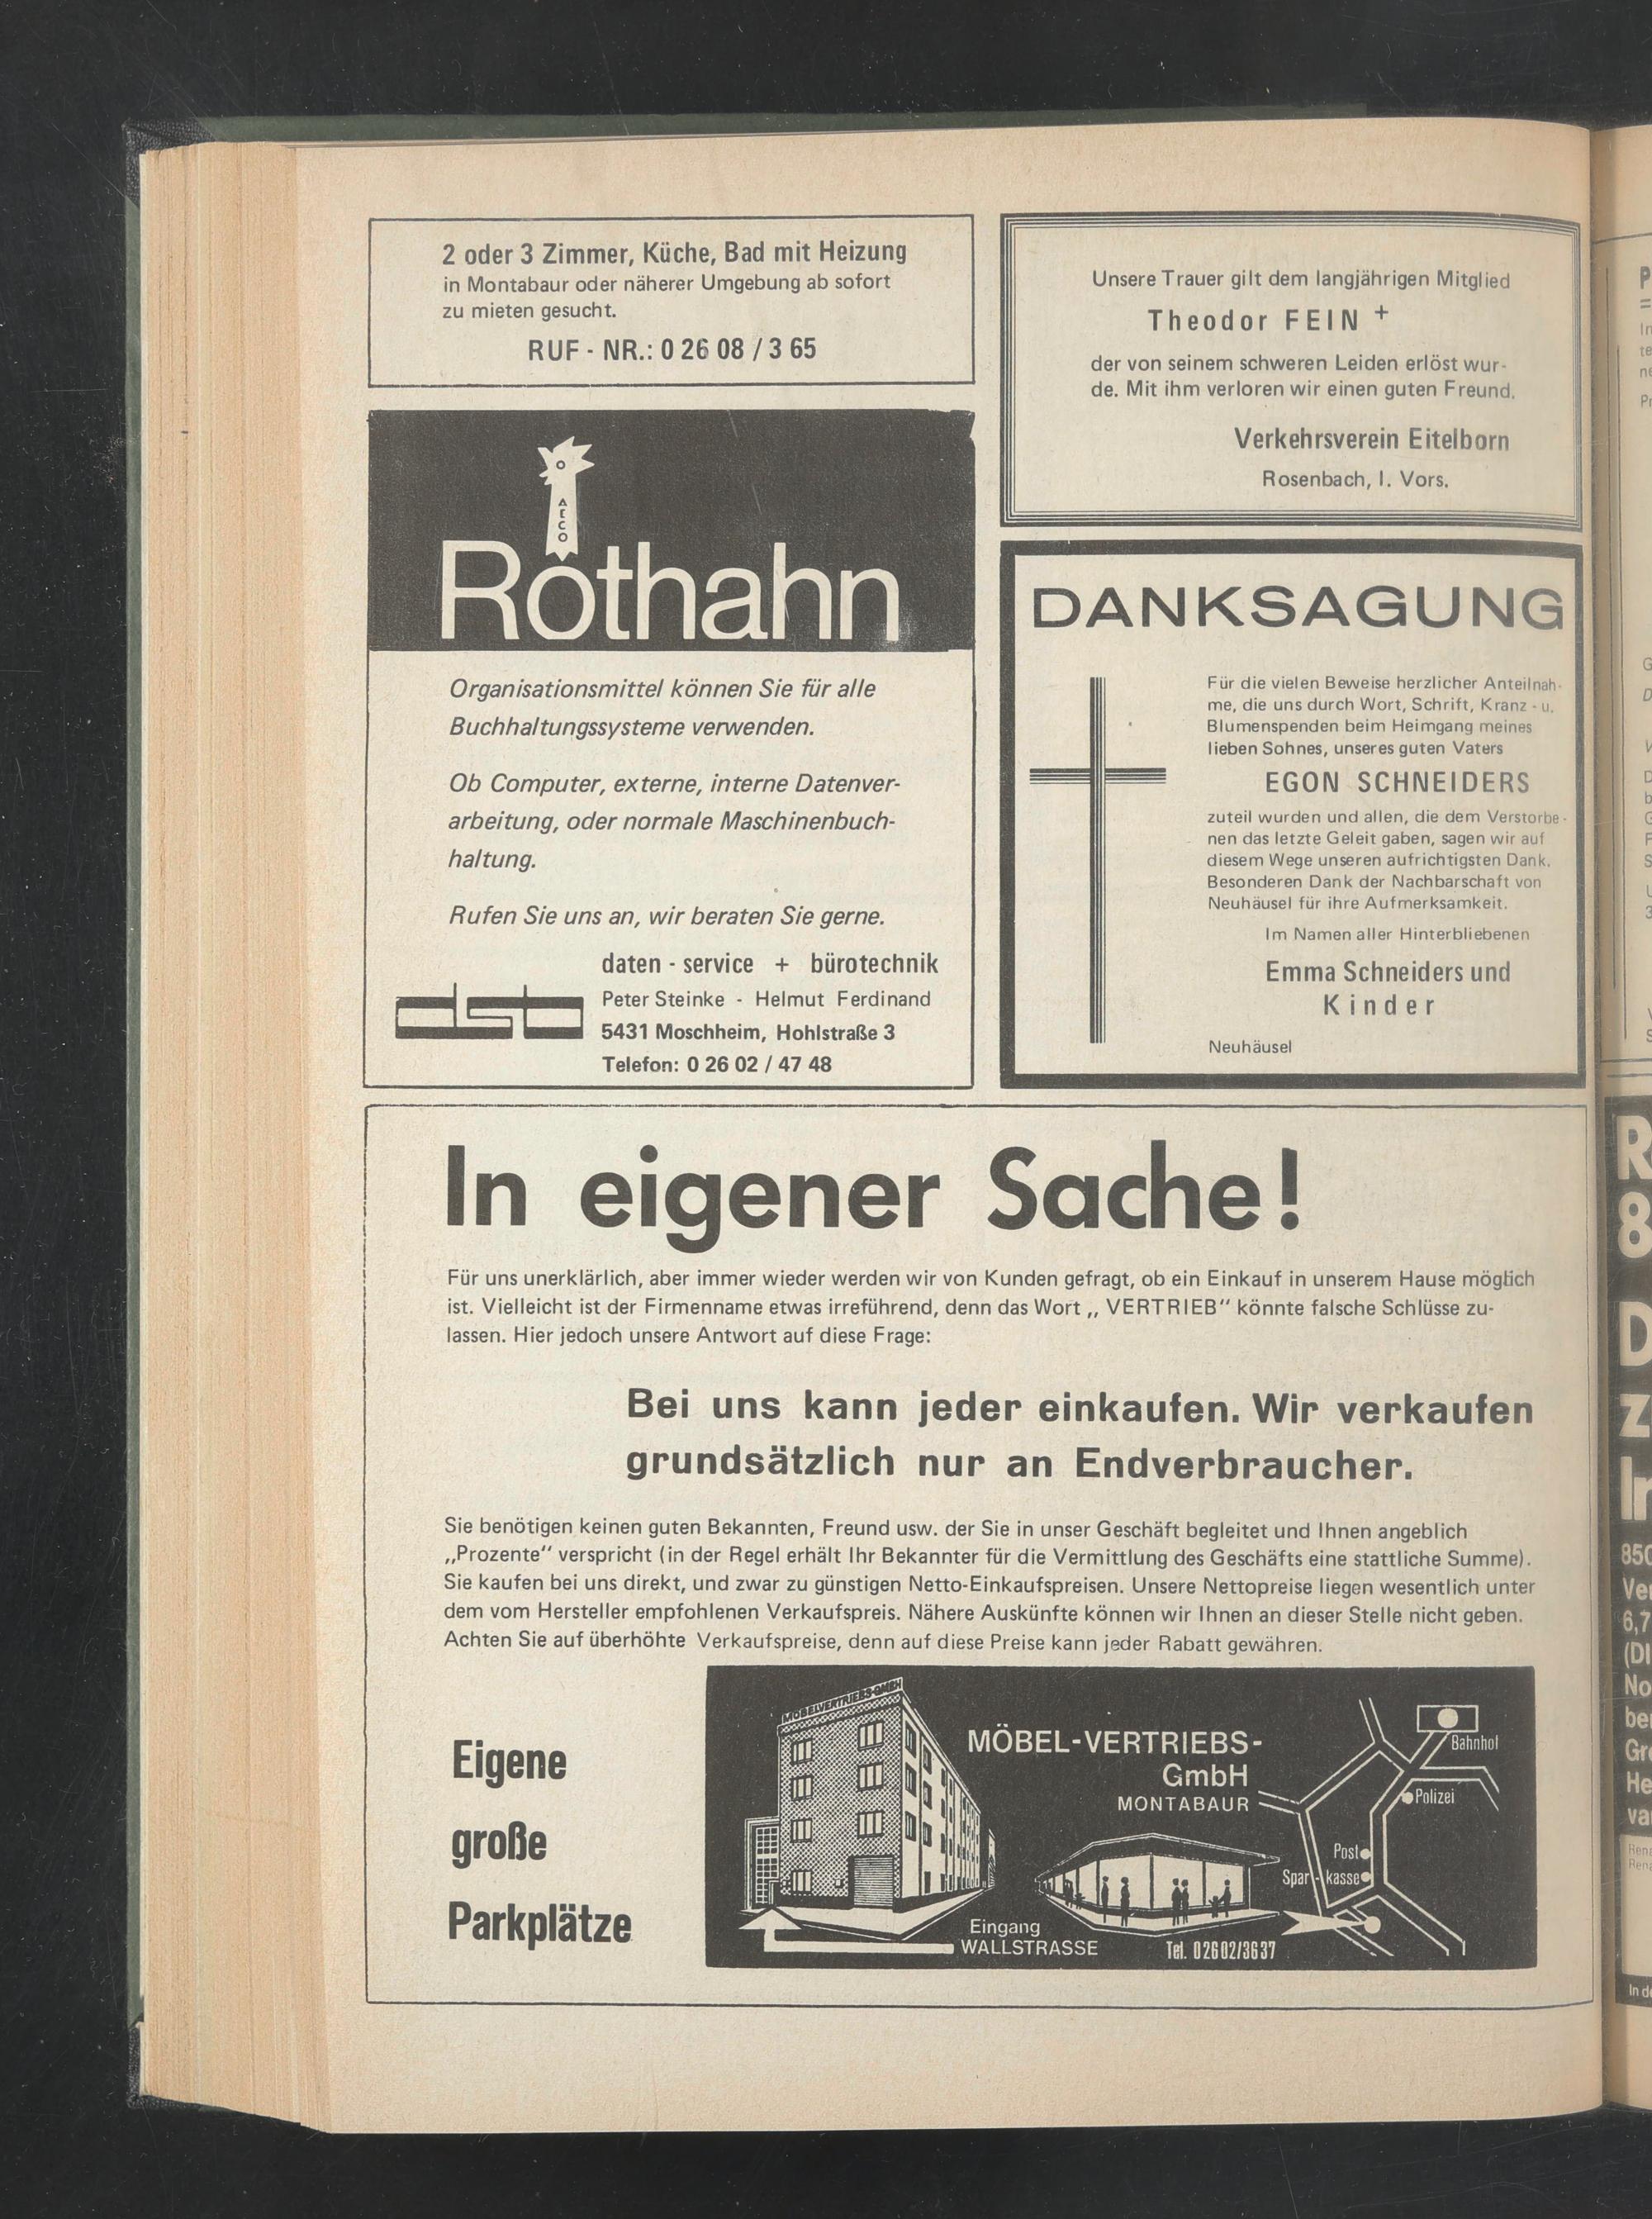 2 oder 3 Zimmer, Küche, Bad mit Heizung
in Montabaur oder näherer Umgebung ab sofort
zu mieten gesucht.
RUF - NR.: 0 26 08 / 3 65
AECO
Rothahn
Organisationsmittel können Sie für alle
Buchhaltungssysteme verwenden.
Ob Computer, externe, interne Datenver-
arbeitung, oder normale Maschinenbuch-
haltung.
Rufen Sie uns an, wir beraten Sie gerne.
dsb
daten - service + bürotechnik
Peter Steinke - Helmut Ferdinand
5431 Moschheim, Hohlstraße 3
Telefon: 0 26 02 / 47 48
Unsere Trauer gilt dem langjährigen Mitglied
Theodor FEIN +
der von seinem schweren Leiden erlöst wur-
de. Mit ihm verloren wir einen guten Freund.
Verkehrsverein Eitelborn
Rosenbach, I. Vors.
DANKSAGUNG
Für die vielen Beweise herzlicher Anteilnah-
me, die uns durch Wort, Schrift, Kranz - u.
Blumenspenden beim Heimgang meines
lieben Sohnes, unseres guten Vaters
EGON SCHNEIDERS
zuteil wurden und allen, die dem Verstorbe-
nen das letzte Geleit gaben, sagen wir auf
diesem Wege unseren aufrichtigsten Dank.
Besonderen Dank der Nachbarschaft von
Neuhäusel für ihre Aufmerksamkeit.
Im Namen aller Hinterbliebenen
Emma Schneiders und
Kinder
Neuhäusel
In eigener Sache!
Für uns unerklärlich, aber immer wieder werden wir von Kunden gefragt, ob ein Einkauf in unserem Hause möglich
ist. Vielleicht ist der Firmenname etwas irreführend, denn das Wort „ VERTRIEB“ könnte falsche Schlüsse zu-
lassen. Hier jedoch unsere Antwort auf diese Frage:
Bei uns kann jeder einkaufen. Wir verkaufen
grundsätzlich nur an Endverbraucher.
Sie benötigen keinen guten Bekannten, Freund usw. der Sie in unser Geschäft begleitet und Ihnen angeblich
„Prozente“ verspricht (in der Regel erhält Ihr Bekannter für die Vermittlung des Geschäfts eine stattliche Summe).
Sie kaufen bei uns direkt, und zwar zu günstigen Netto-Einkaufspreisen. Unsere Nettopreise liegen wesentlich unter
dem vom Hersteller empfohlenen Verkaufspreis. Nähere Auskünfte können wir Ihnen an dieser Stelle nicht geben.
Achten Sie auf überhöhte Verkaufspreise, denn auf diese Preise kann jeder Rabatt gewähren.
Eigene
große
Parkplätze
MÖBELVERTRIEBS-GMBH
MÖBEL-VERTRIEBS-
GmbH
MONTABAUR
Bahnhof
Polizei
Post
Spar - kasse
Eingang
WALLSTRASSE
Tel. 02602/3637